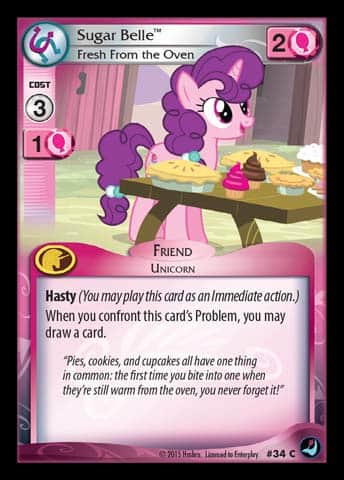 Sugar Belle™
Fresh From the Oven
2
COST
3
1
FRIEND
UNICORN
Hasty (You may play this card as an Immediate action.)
When you confront this card's Problem, you may
draw a card.
"Pies, cookies, and cupcakes all have one thing
in common: the first time you bite into one when
they're still warm from the oven, you never forget it!"
© 2015 Hasbro. Licensed to Enterplay.
#34 C